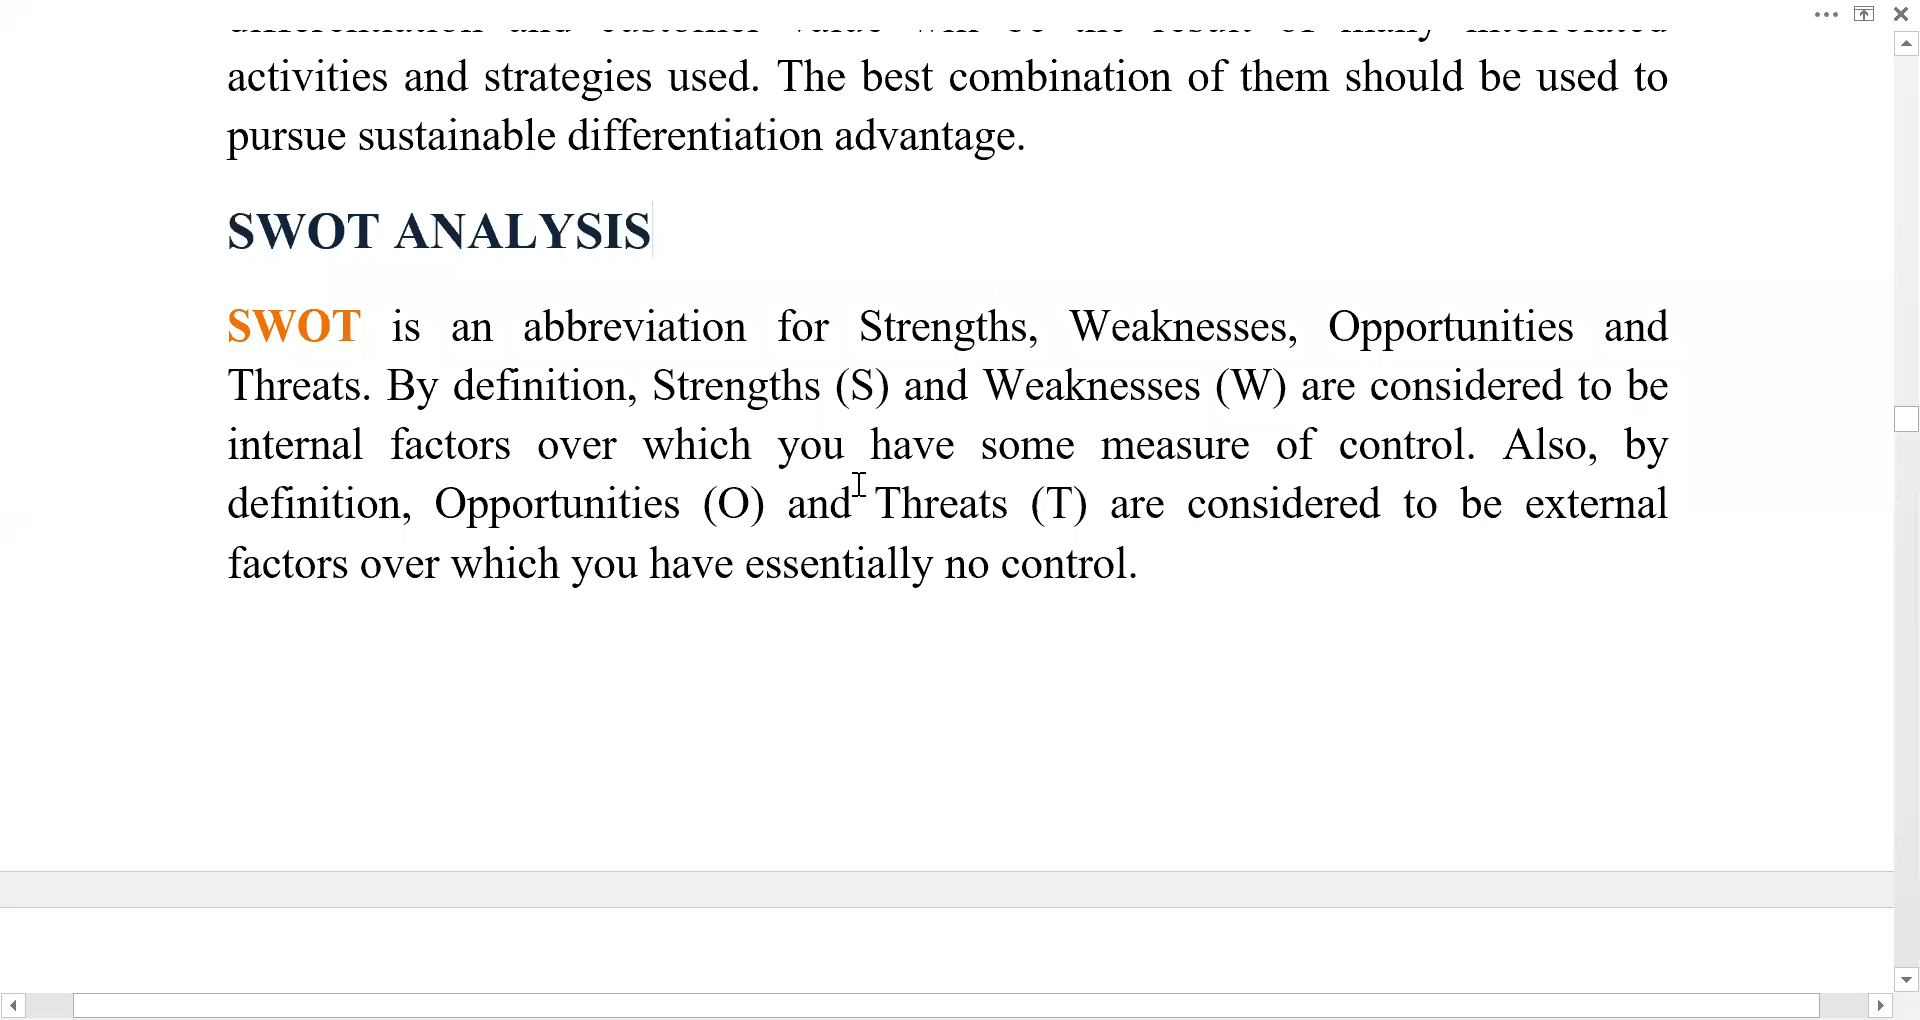 activities and strategies used. The best combination of them should be used to
pursue sustainable differentiation advantage.
SWOT ANALYSIS
SWOT is an abbreviation for Strengths, Weaknesses, Opportunities and
Threats. By definition, Strengths (S) and Weaknesses (W) are considered to be
internal factors over which you have some measure of control. Also, by
definition, Opportunities (O) and Threats (T) are considered to be external
factors over which you have essentially no control.